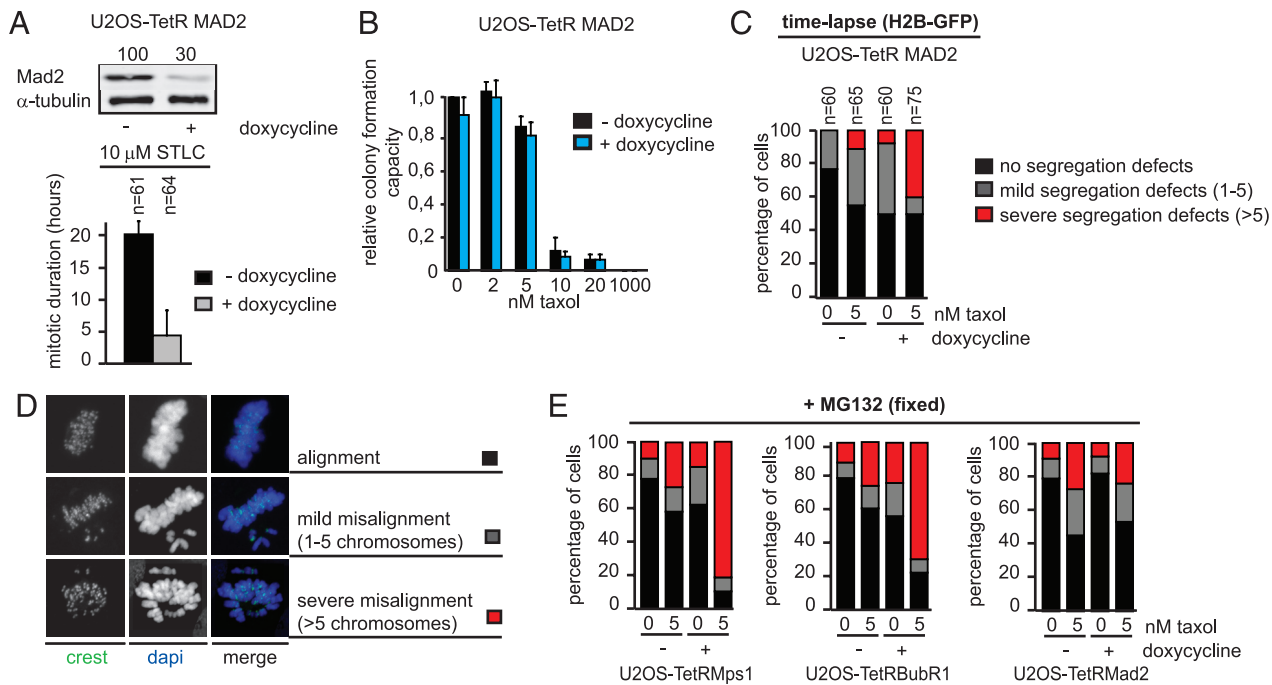 A
U2OS-TetR MAD2
100 30
Mad2
α-tubulin
- + doxycycline
10 µM STLC
n=61
n=64
mitotic duration (hours)
20
15
10
5
0
- doxycycline
+ doxycycline
B
U2OS-TetR MAD2
relative colony formation
capacity
1,0
0,8
0,6
0,4
0,2
0
- doxycycline
+ doxycycline
0 2 5 10 20 1000
nM taxol
C
time-lapse (H2B-GFP)
U2OS-TetR MAD2
n=60
n=65
n=60
n=75
percentage of cells
100
80
60
40
20
0
0 5 0 5 nM taxol
- + doxycycline
no segregation defects
mild segregation defects (1-5)
severe segregation defects (>5)
D
alignment
mild misalignment
(1-5 chromosomes)
severe misalignment
(>5 chromosomes)
crest dapi merge
E
+ MG132 (fixed)
percentage of cells
100
80
60
40
20
0
0 5 0 5
- +
U2OS-TetRMps1
percentage of cells
100
80
60
40
20
0
0 5 0 5
- +
U2OS-TetRBubR1
percentage of cells
100
80
60
40
20
0
0 5 0 5 nM taxol
- + doxycycline
U2OS-TetRMad2